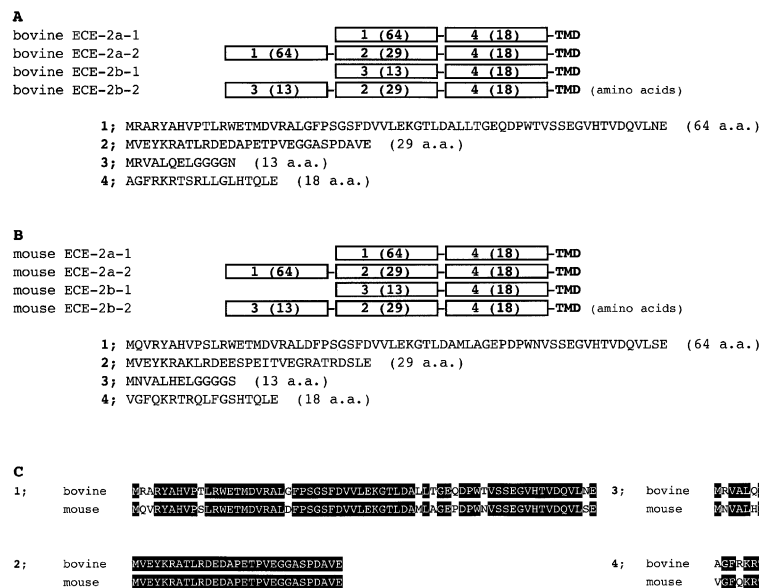 A
bovine ECE-2a-1 1 (64) 4 (18) TMD
bovine ECE-2a-2 1 (64) 2 (29) 4 (18) TMD
bovine ECE-2b-1 3 (13) 4 (18) TMD
bovine ECE-2b-2 3 (13) 2 (29) 4 (18) TMD (amino acids)
1; MRARYAHVPTLRWETMDVRALGFPSGSFDVVLEKGTLDALLTGEQDPWTVSSEGVHTVDQVLNE (64 a.a.)
2; MVEYKRATLRDEDAPETPVEGGASPDAVE (29 a.a.)
3; MRVALQELGGGGN (13 a.a.)
4; AGFRKRTSRLLGLHTQLE (18 a.a.)
B
mouse ECE-2a-1 1 (64) 4 (18) TMD
mouse ECE-2a-2 1 (64) 2 (29) 4 (18) TMD
mouse ECE-2b-1 3 (13) 4 (18) TMD
mouse ECE-2b-2 3 (13) 2 (29) 4 (18) TMD (amino acids)
1; MQVRYAHVPSLRWETMDVRALDFPSGSFDVVLEKGTLDAMLAGEPDPWNVSSEGVHTVDQVLSE (64 a.a.)
2; MVEYKRAKLRDEESPEITVEGRATRDSLE (29 a.a.)
3; MNVALHELGGGGS (13 a.a.)
4; VGFQKRTRQLFGSHTQLE (18 a.a.)
C
1; bovine MRARYAHVPTLRWETMDVRALGFPSGSFDVVLEKGTLDALLTGEQDPWTVSSEGVHTVDQVLNE 3; bovine MRVALQ
mouse MQVRYAHVPSLRWETMDVRALDFPSGSFDVVLEKGTLDAMLAGEPDPWNVSSEGVHTVDQVLSE mouse MNVALH
2; bovine MVEYKRATLRDEDAPETPVEGGASPDAVE 4; bovine AGFRKR
mouse MVEYKRATLRDEDAPETPVEGGASPDAVE mouse VGFQKR